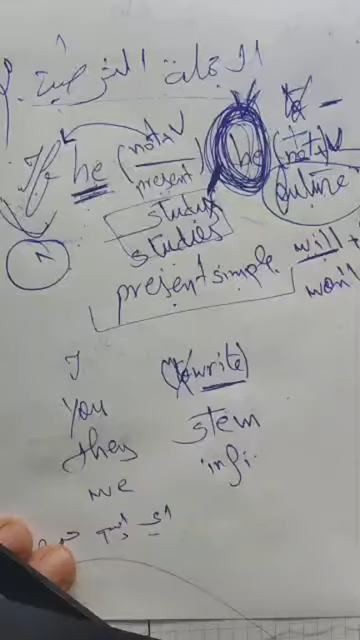 الجملة الشرطية
If he (not+V he (not+V
present future
study
studies
present simple will +
won't
I (to write)
you stem
they infi
we